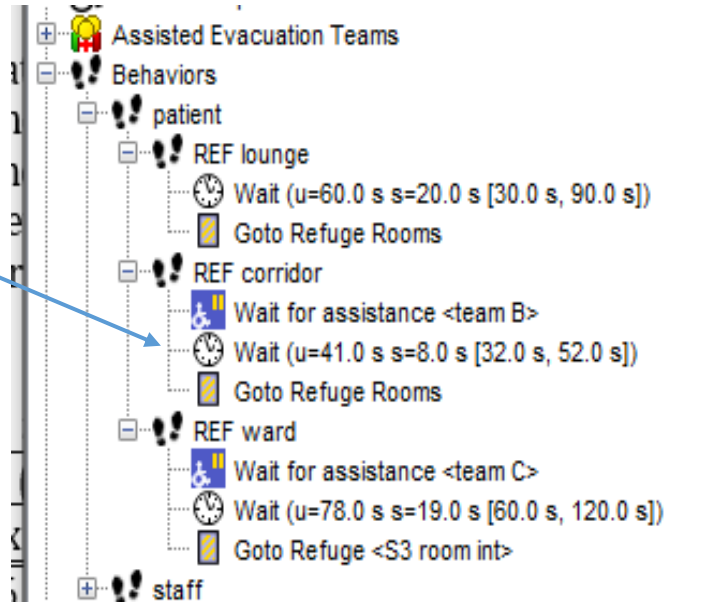 Assisted Evacuation Teams
Behaviors
patient
REF lounge
Wait (u=60.0 s s=20.0 s [30.0 s, 90.0 s])
Goto Refuge Rooms
REF corridor
Wait for assistance <team B>
Wait (u=41.0 s s=8.0 s [32.0 s, 52.0 s])
Goto Refuge Rooms
REF ward
Wait for assistance <team C>
Wait (u=78.0 s s=19.0 s [60.0 s, 120.0 s])
Goto Refuge <S3 room int>
staff